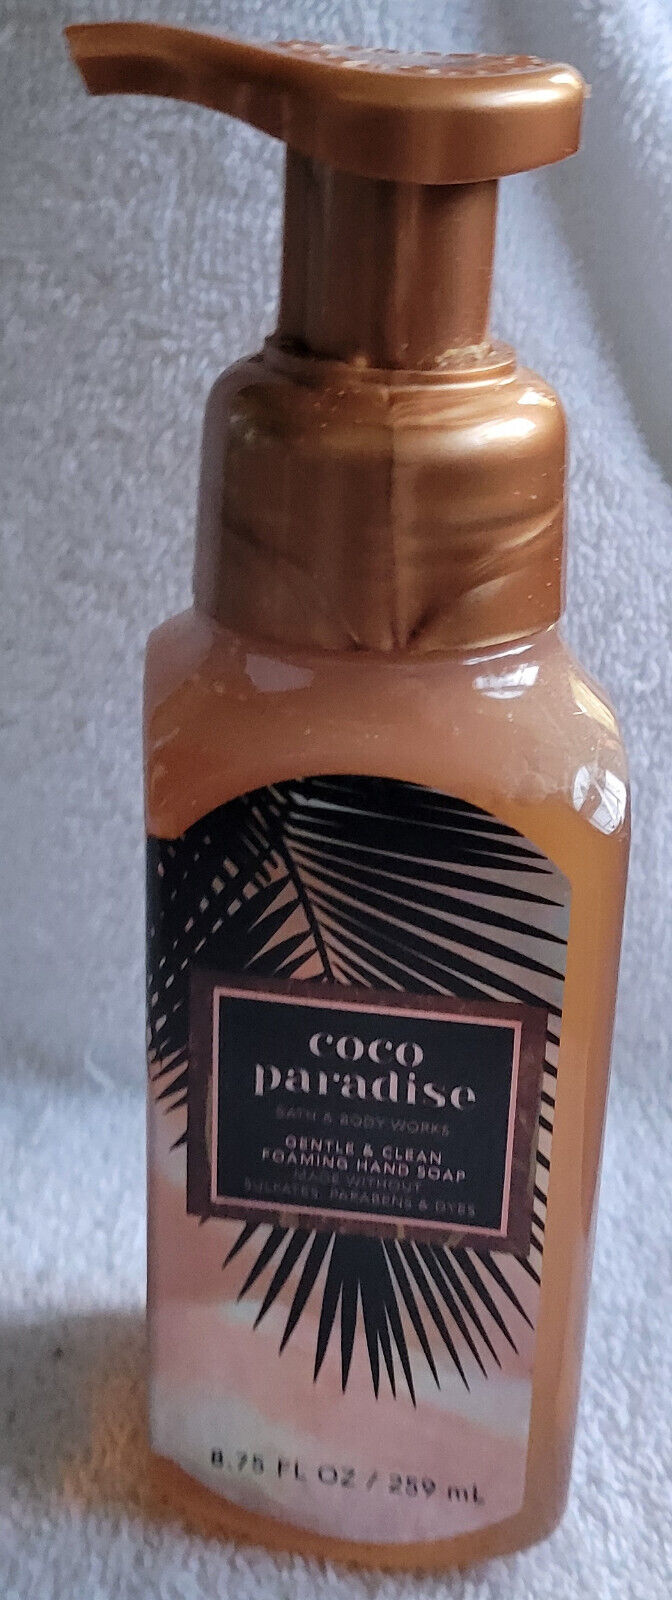 coco
paradise
BATH & BODY WORKS
GENTLE & CLEAN
FOAMING HAND SOAP
MADE WITHOUT
SULFATES, PARABENS & DYES
8.75 FL OZ / 259 mL